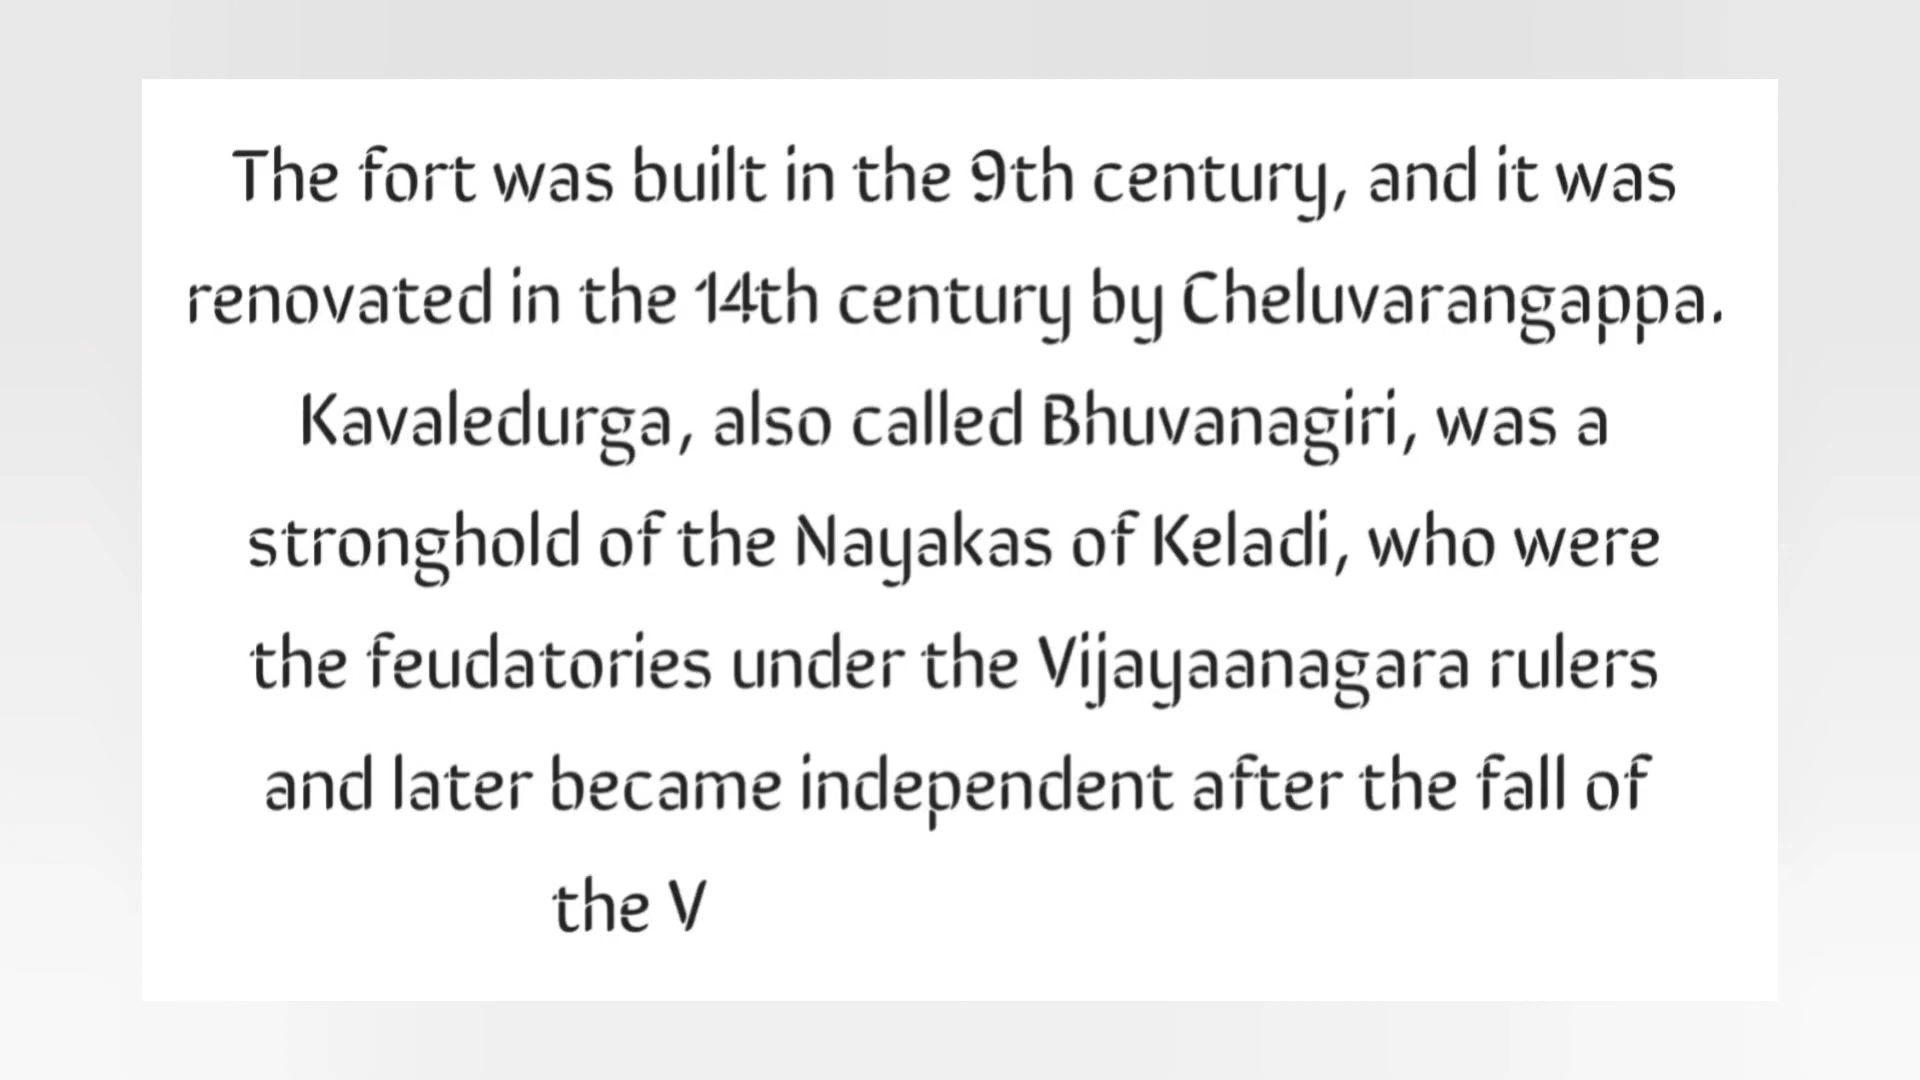 The fort was built in the 9th century, and it was
renovated in the 14th century by Cheluvarangappa.
Kavaledurga, also called Bhuvanagiri, was a
stronghold of the Nayakas of Keladi, who were
the feudatories under the Vijayaanagara rulers
and later became independent after the fall of
the V